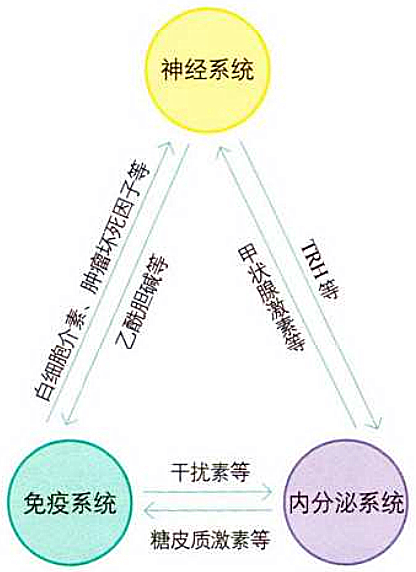 神经系统
白细胞介素、肿瘤坏死因子等
乙酰胆碱等
甲状腺激素等
TRH等
免疫系统
干扰素等
糖皮质激素等
内分泌系统